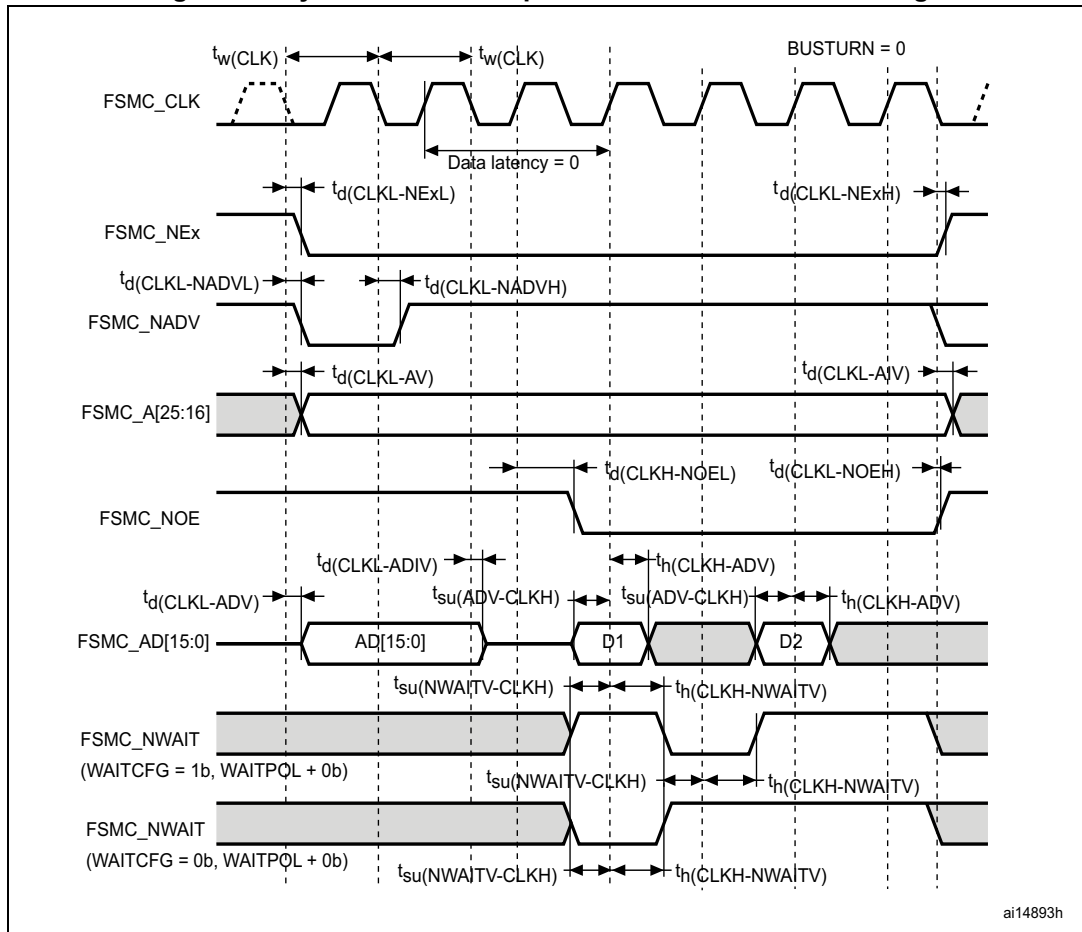 tw(CLK) tw(CLK) BUSTURN = 0
FSMC_CLK
Data latency = 0
td(CLKL-NExL) td(CLKL-NExH)
FSMC_NEx
td(CLKL-NADVL) td(CLKL-NADVH)
FSMC_NADV
td(CLKL-AV) td(CLKL-AIV)
FSMC_A[25:16]
td(CLKH-NOEL) td(CLKL-NOEH)
FSMC_NOE
td(CLKL-ADIV) th(CLKH-ADV)
td(CLKL-ADV) tsu(ADV-CLKH) tsu(ADV-CLKH) th(CLKH-ADV)
FSMC_AD[15:0] AD[15:0] D1 D2
tsu(NWAITV-CLKH) th(CLKH-NWAITV)
FSMC_NWAIT
(WAITCFG = 1b, WAITPOL + 0b)
tsu(NWAITV-CLKH) th(CLKH-NWAITV)
FSMC_NWAIT
(WAITCFG = 0b, WAITPOL + 0b)
tsu(NWAITV-CLKH) th(CLKH-NWAITV)
ai14893h